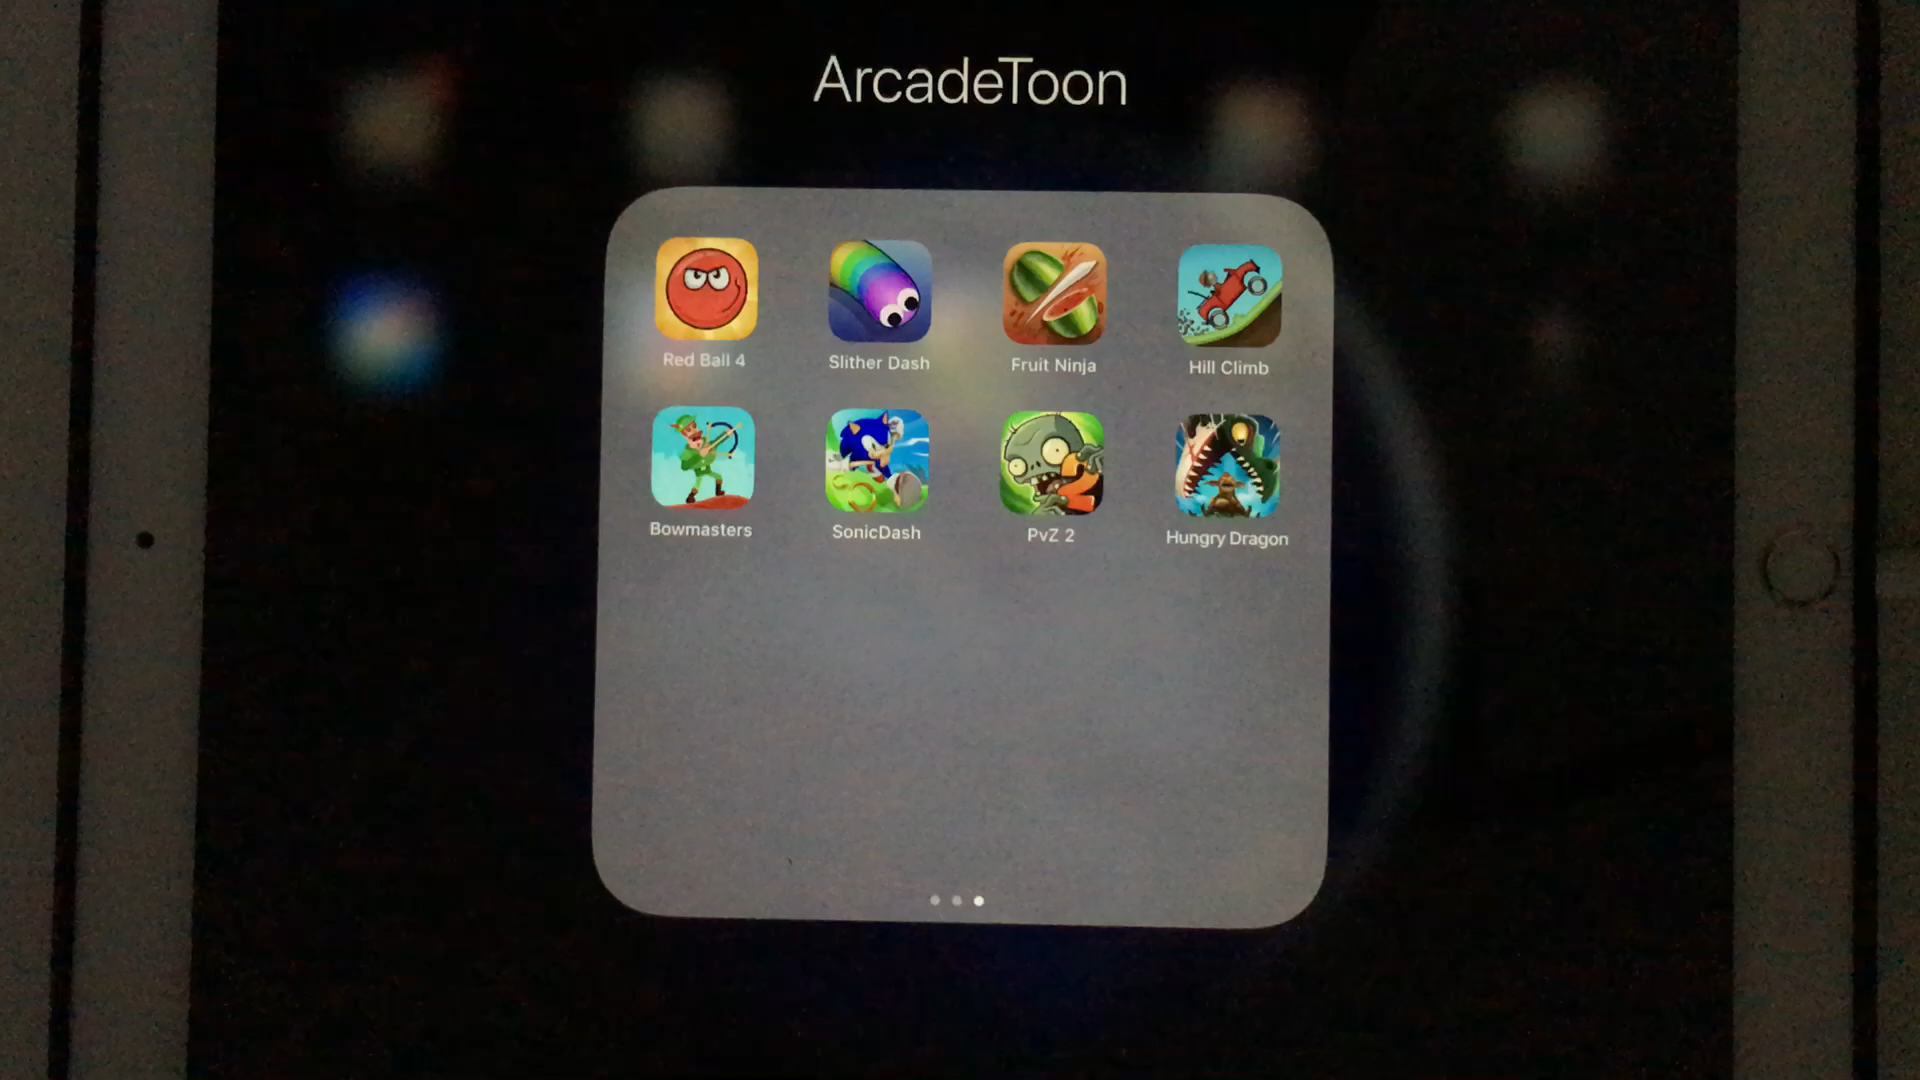 ArcadeToon
Red Ball 4
Slither Dash
Fruit Ninja
Hill Climb
Bowmasters
SonicDash
PvZ 2
Hungry Dragon